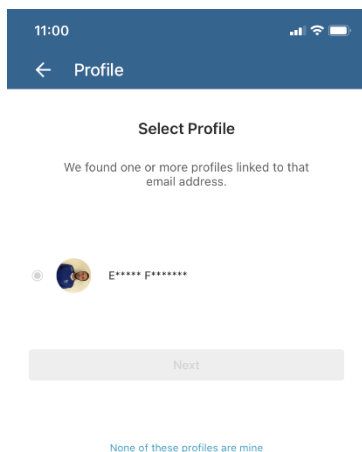 11:00
Profile
Select Profile
We found one or more profiles linked to that
email address.
E***** F*******
Next
None of these profiles are mine